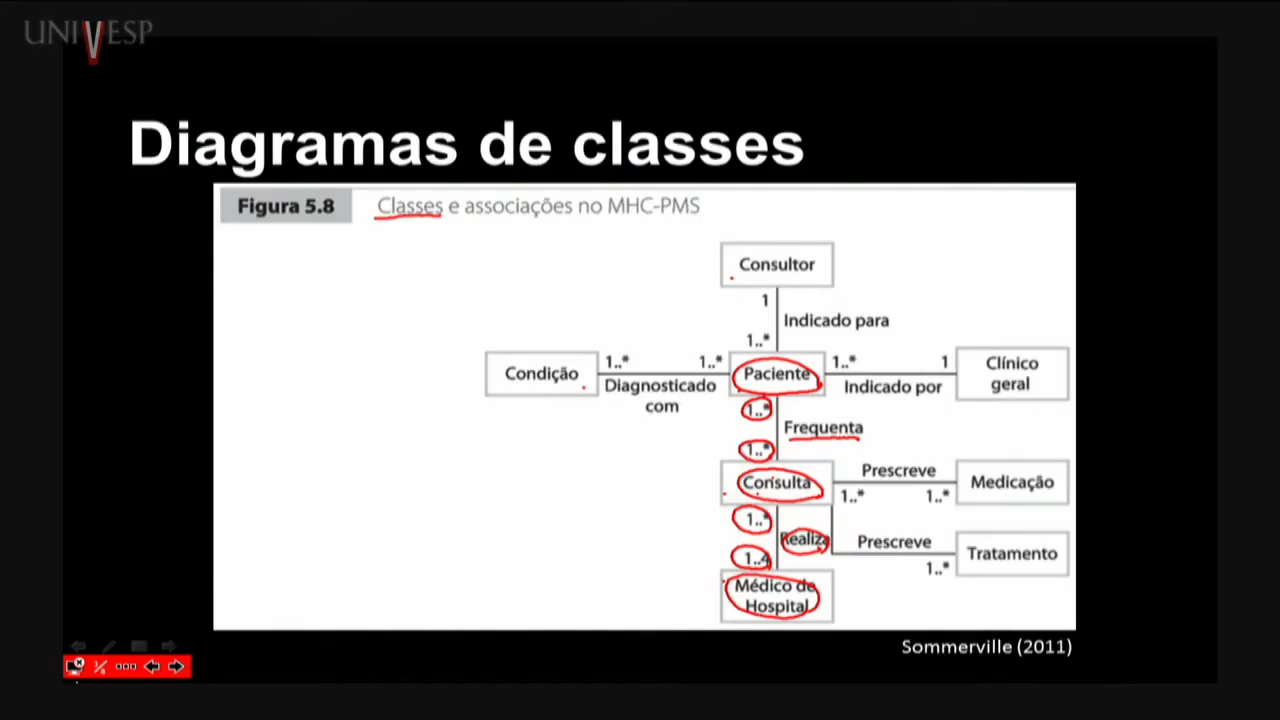 UNIVESP
Diagramas de classes
Figura 5.8
Classes e associações no MHC-PMS
Consultor
1
Indicado para
1..*
1..*
1..*
1..*
1
Condição
Paciente
Clínico
geral
Diagnosticado
com
Indicado por
1..*
Frequenta
1..*
Prescreve
Consulta
Medicação
1..*
1..*
1..*
Realiza
Prescreve
Tratamento
1..4
1..*
Médico de
Hospital
Sommerville (2011)